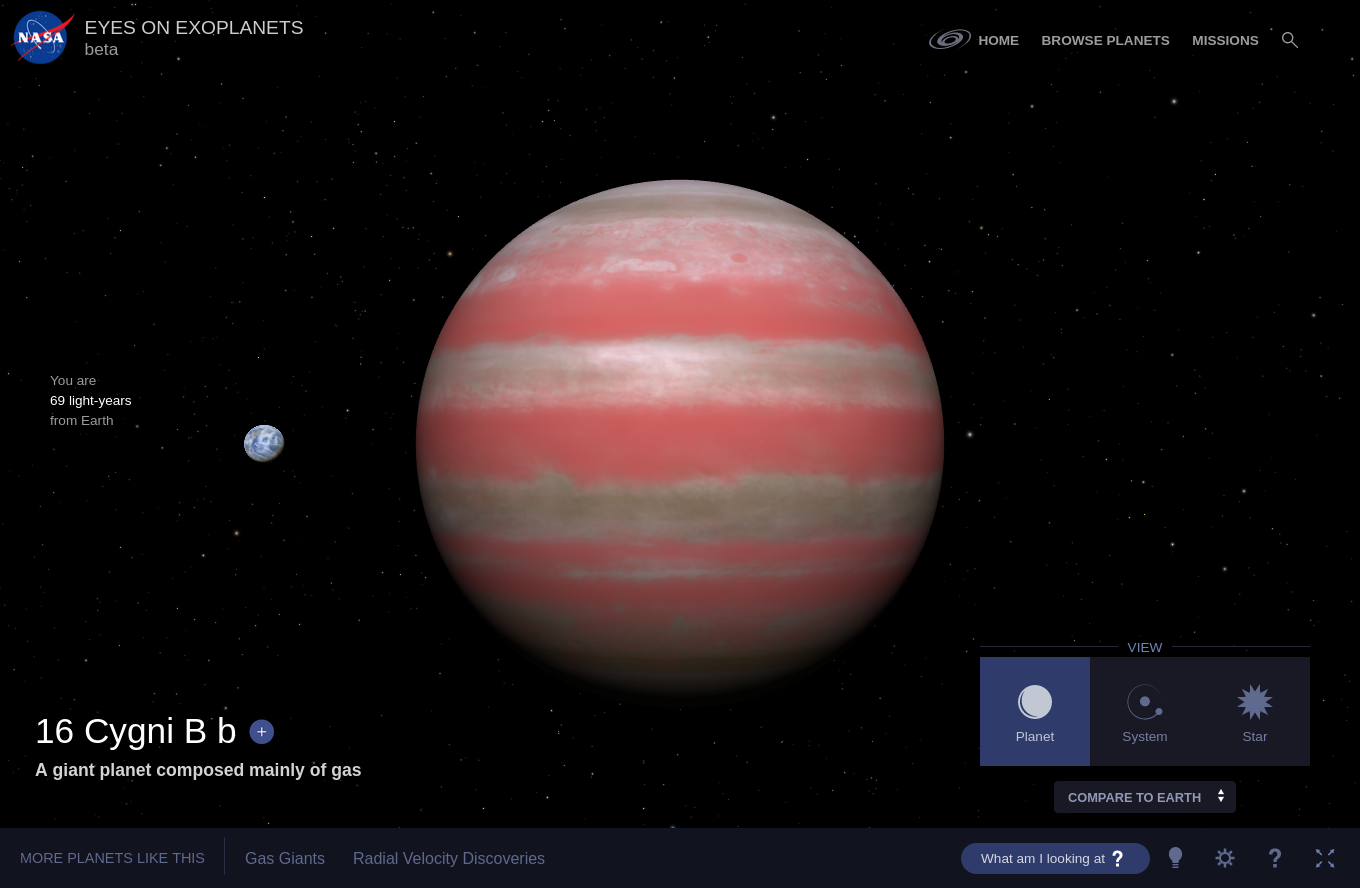 NASA
EYES ON EXOPLANETS
beta
HOME
BROWSE PLANETS
MISSIONS
You are
69 light-years
from Earth
16 Cygni B b +
A giant planet composed mainly of gas
VIEW
Planet
System
Star
COMPARE TO EARTH
MORE PLANETS LIKE THIS
Gas Giants
Radial Velocity Discoveries
What am I looking at ?
?